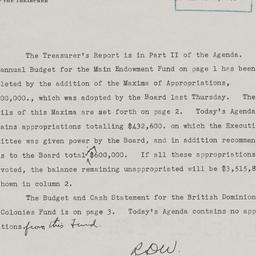 THE TREASURER
The Treasurer's Report is in Part II of the Agenda.
annual Budget for the Main Endowment Fund on page 1 has been
leted by the addition of the Maxima of Appropriations,
00,000., which was adopted by the Board last Thursday. The
ils of this Maxima are set forth on page 2. Today's Agenda
ains appropriations totalling $432,600. on which the Executi
ittee was given power by the Board, and in addition recommen
s to the Board total $600,000. If all these appropriations
voted, the balance remaining unappropriated will be $3,515,8
shown in column 2.
The Budget and Cash Statement for the British Dominion
Colonies Fund is on page 3. Today's Agenda contains no app
tions from this Fund.